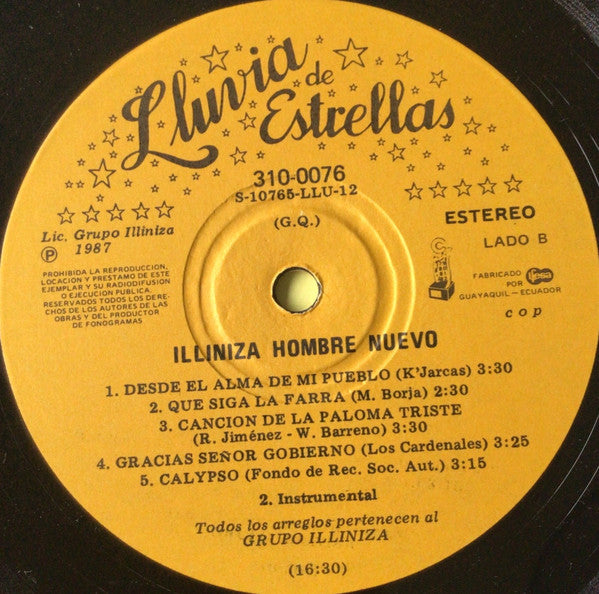 Lluvia de
Estrellas
310-0076
S-10765-LLU-12
(G.Q.)
Lic. Grupo Illiniza
℗ 1987
PROHIBIDA LA REPRODUCCION,
LOCACION Y PRESTAMO DE ESTE
EJEMPLAR Y SU RADIODIFUSION
O EJECUCION PUBLICA.
RESERVADOS TODOS LOS DERE-
CHOS DE LOS AUTORES DE LAS
OBRAS Y DEL PRODUCTOR
DE FONOGRAMAS
ESTEREO
LADO B
FABRICADO
POR
GUAYAQUIL — ECUADOR
c o p
ILLINIZA HOMBRE NUEVO
1. DESDE EL ALMA DE MI PUEBLO (K'Jarcas) 3:30
2. QUE SIGA LA FARRA (M. Borja) 2:30
3. CANCION DE LA PALOMA TRISTE
(R. Jiménez - W. Barreno) 3:30
4. GRACIAS SEÑOR GOBIERNO (Los Cardenales) 3:25
5. CALYPSO (Fondo de Rec. Soc. Aut.) 3:15
2. Instrumental
Todos los arreglos pertenecen al
GRUPO ILLINIZA
(16:30)